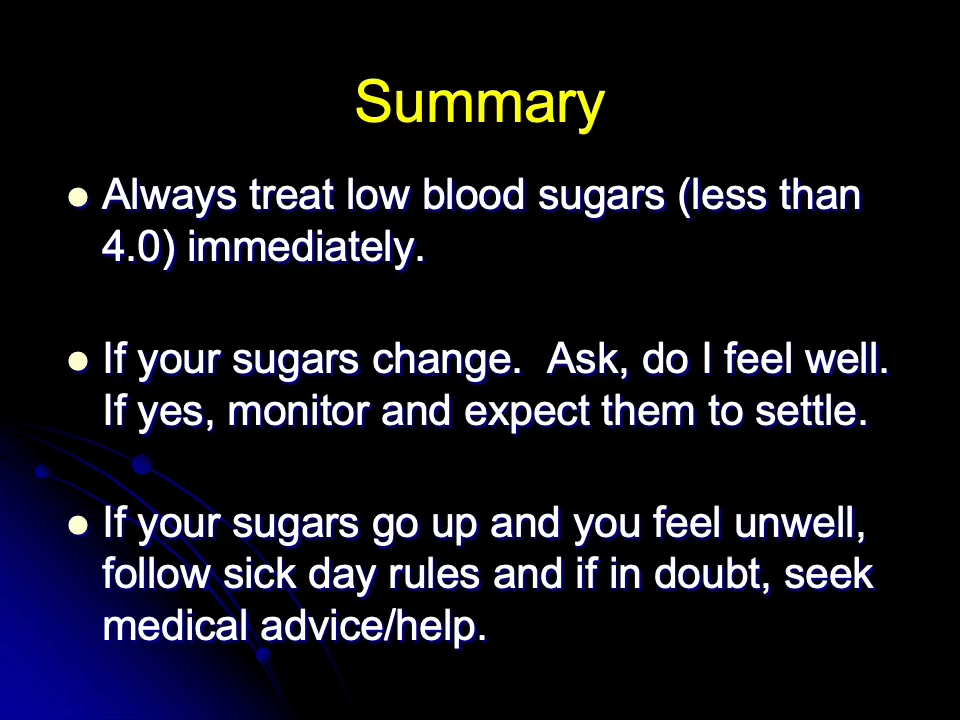 Summary
Always treat low blood sugars (less than
4.0) immediately.
If your sugars change.  Ask, do I feel well.
If yes, monitor and expect them to settle.
If your sugars go up and you feel unwell,
follow sick day rules and if in doubt, seek
medical advice/help.